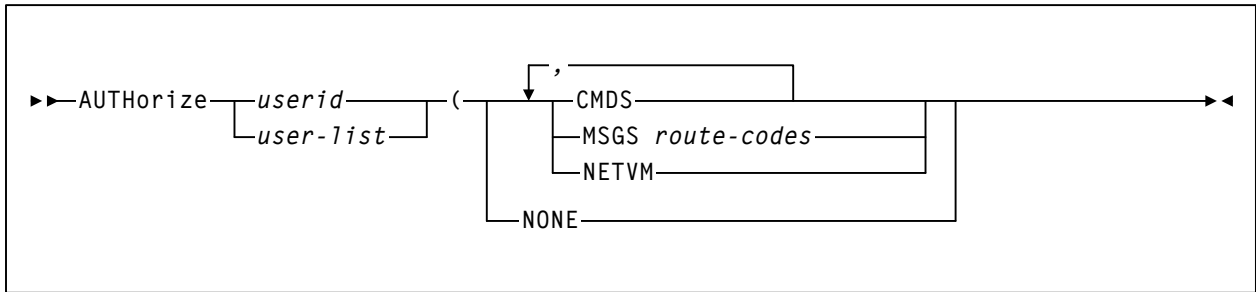 ,
AUTHorize userid ( CMDS
user-list MSGS route-codes
NETVM
NONE